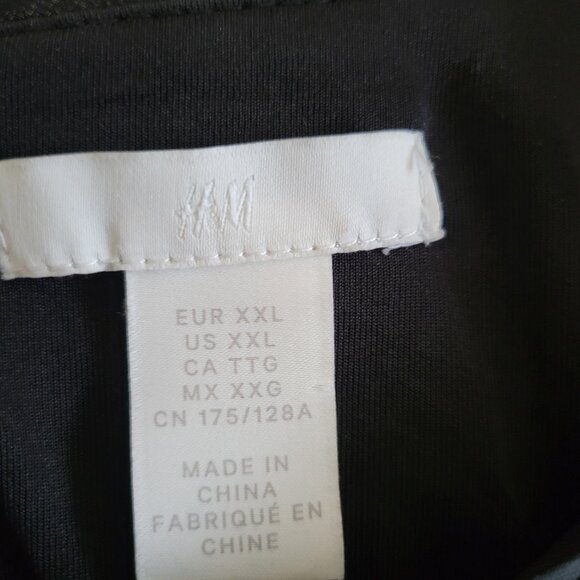 H&M
EUR XXL
US XXL
CA TTG
MX XXG
CN 175/128A
MADE IN
CHINA
FABRIQUÉ EN
CHINE